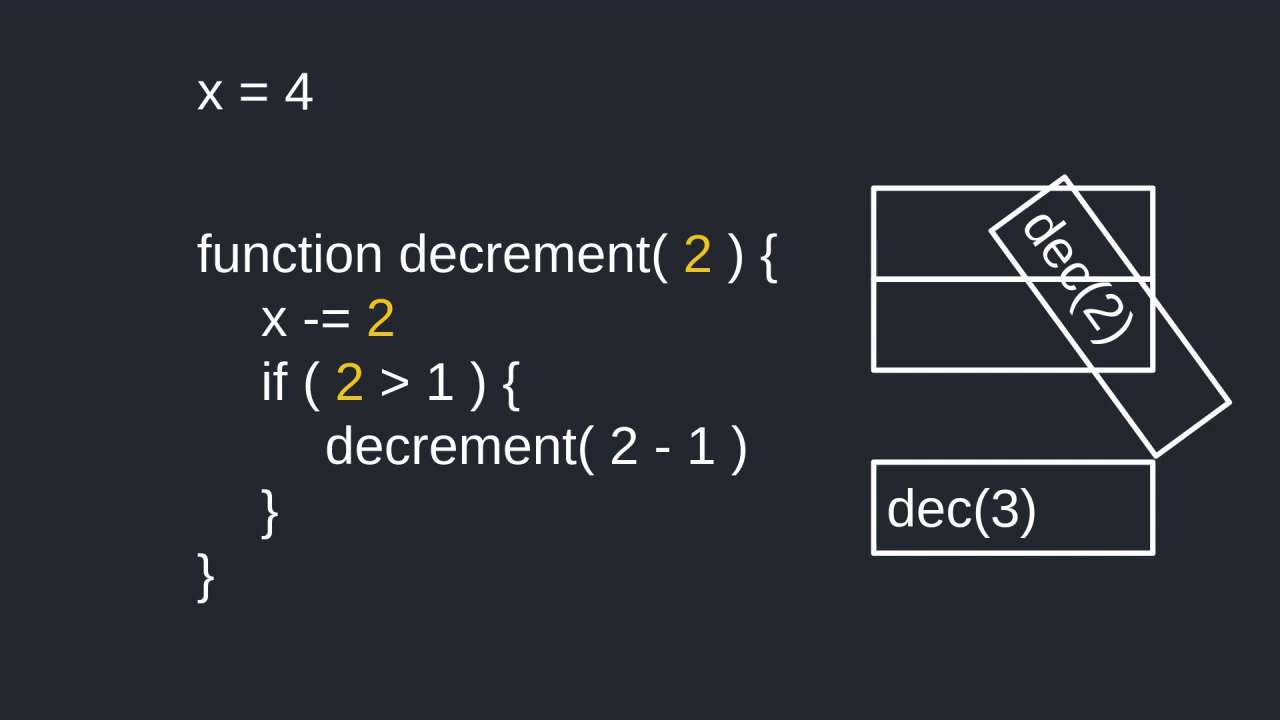 x = 4
function decrement( 2 ) {
x -= 2
if ( 2 > 1 ) {
decrement( 2 - 1 )
}
}
dec(2)
dec(3)